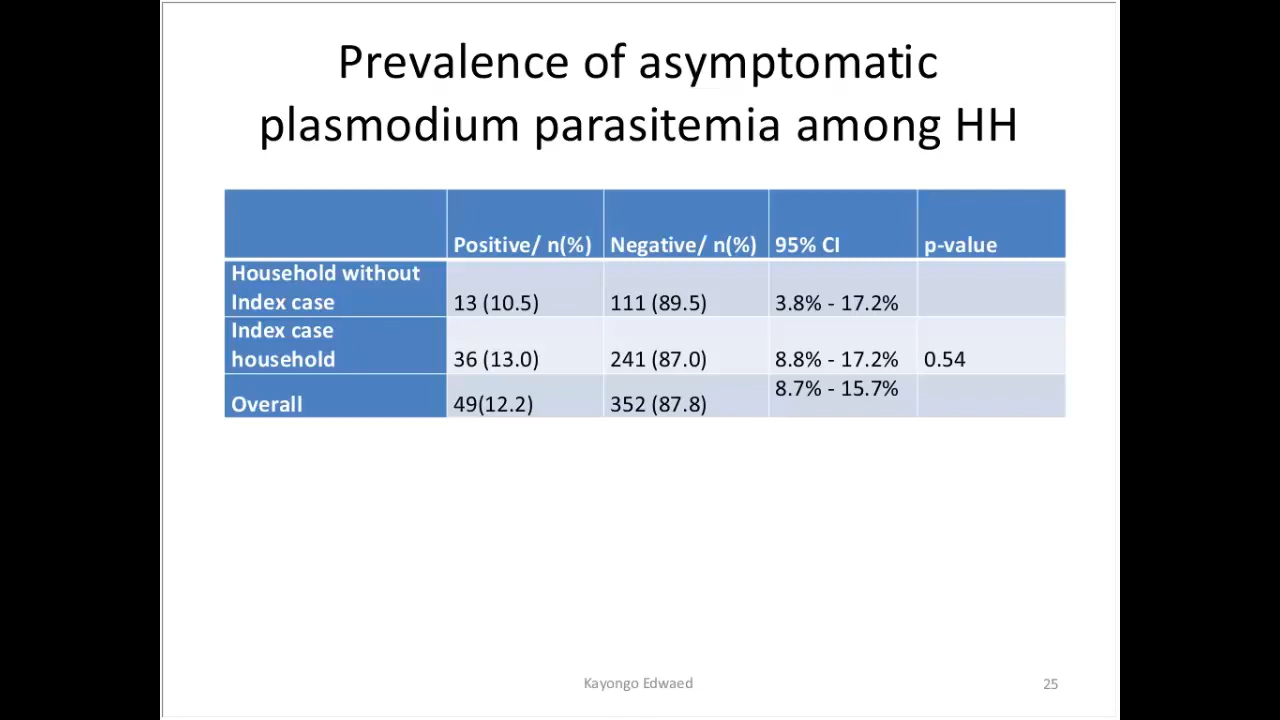 Prevalence of asymptomatic
plasmodium parasitemia among HH
Positive/ n(%) Negative/ n(%) 95% CI p-value
Household without
Index case 13 (10.5) 111 (89.5) 3.8% - 17.2%
Index case
household 36 (13.0) 241 (87.0) 8.8% - 17.2% 0.54
8.7% - 15.7%
Overall 49(12.2) 352 (87.8)
Kayongo Edwaed 25